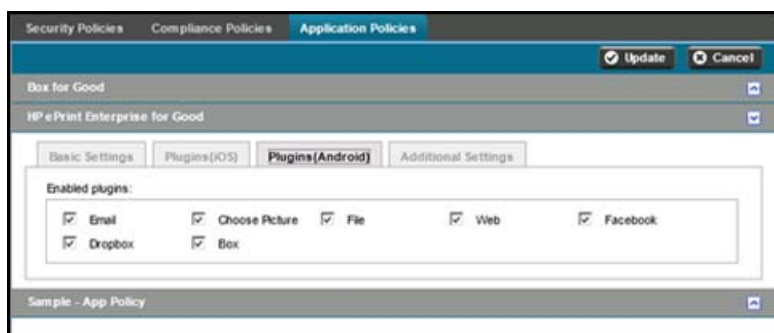 Security Policies Compliance Policies Application Policies
Update Cancel
Box for Good
HP ePrint Enterprise for Good
Basic Settings Plugins(iOS) Plugins(Android) Additional Settings
Enabled plugins:
Email Choose Picture File Web Facebook
Dropbox Box
Sample - App Policy